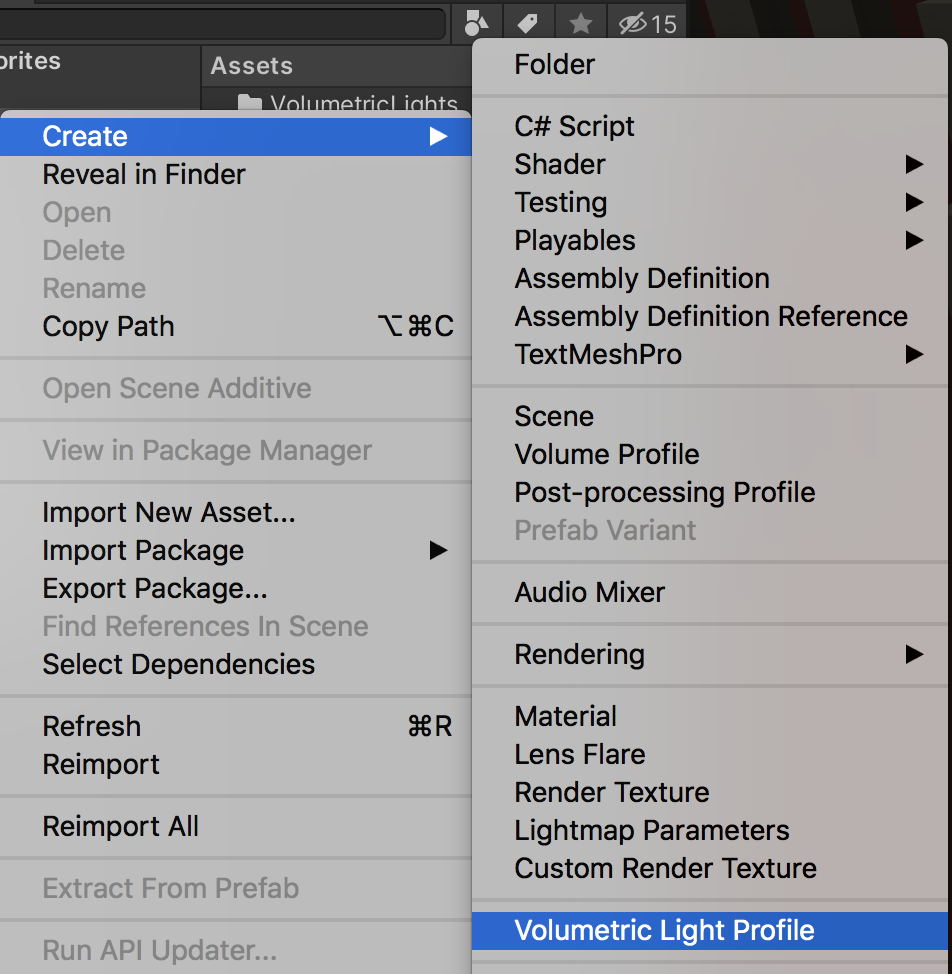 15
orites
Assets
VolumetricLights
Create
Reveal in Finder
Open
Delete
Rename
Copy Path ⌥⌘C
Open Scene Additive
View in Package Manager
Import New Asset...
Import Package
Export Package...
Find References In Scene
Select Dependencies
Refresh ⌘R
Reimport
Reimport All
Extract From Prefab
Run API Updater...
Folder
C# Script
Shader
Testing
Playables
Assembly Definition
Assembly Definition Reference
TextMeshPro
Scene
Volume Profile
Post-processing Profile
Prefab Variant
Audio Mixer
Rendering
Material
Lens Flare
Render Texture
Lightmap Parameters
Custom Render Texture
Volumetric Light Profile